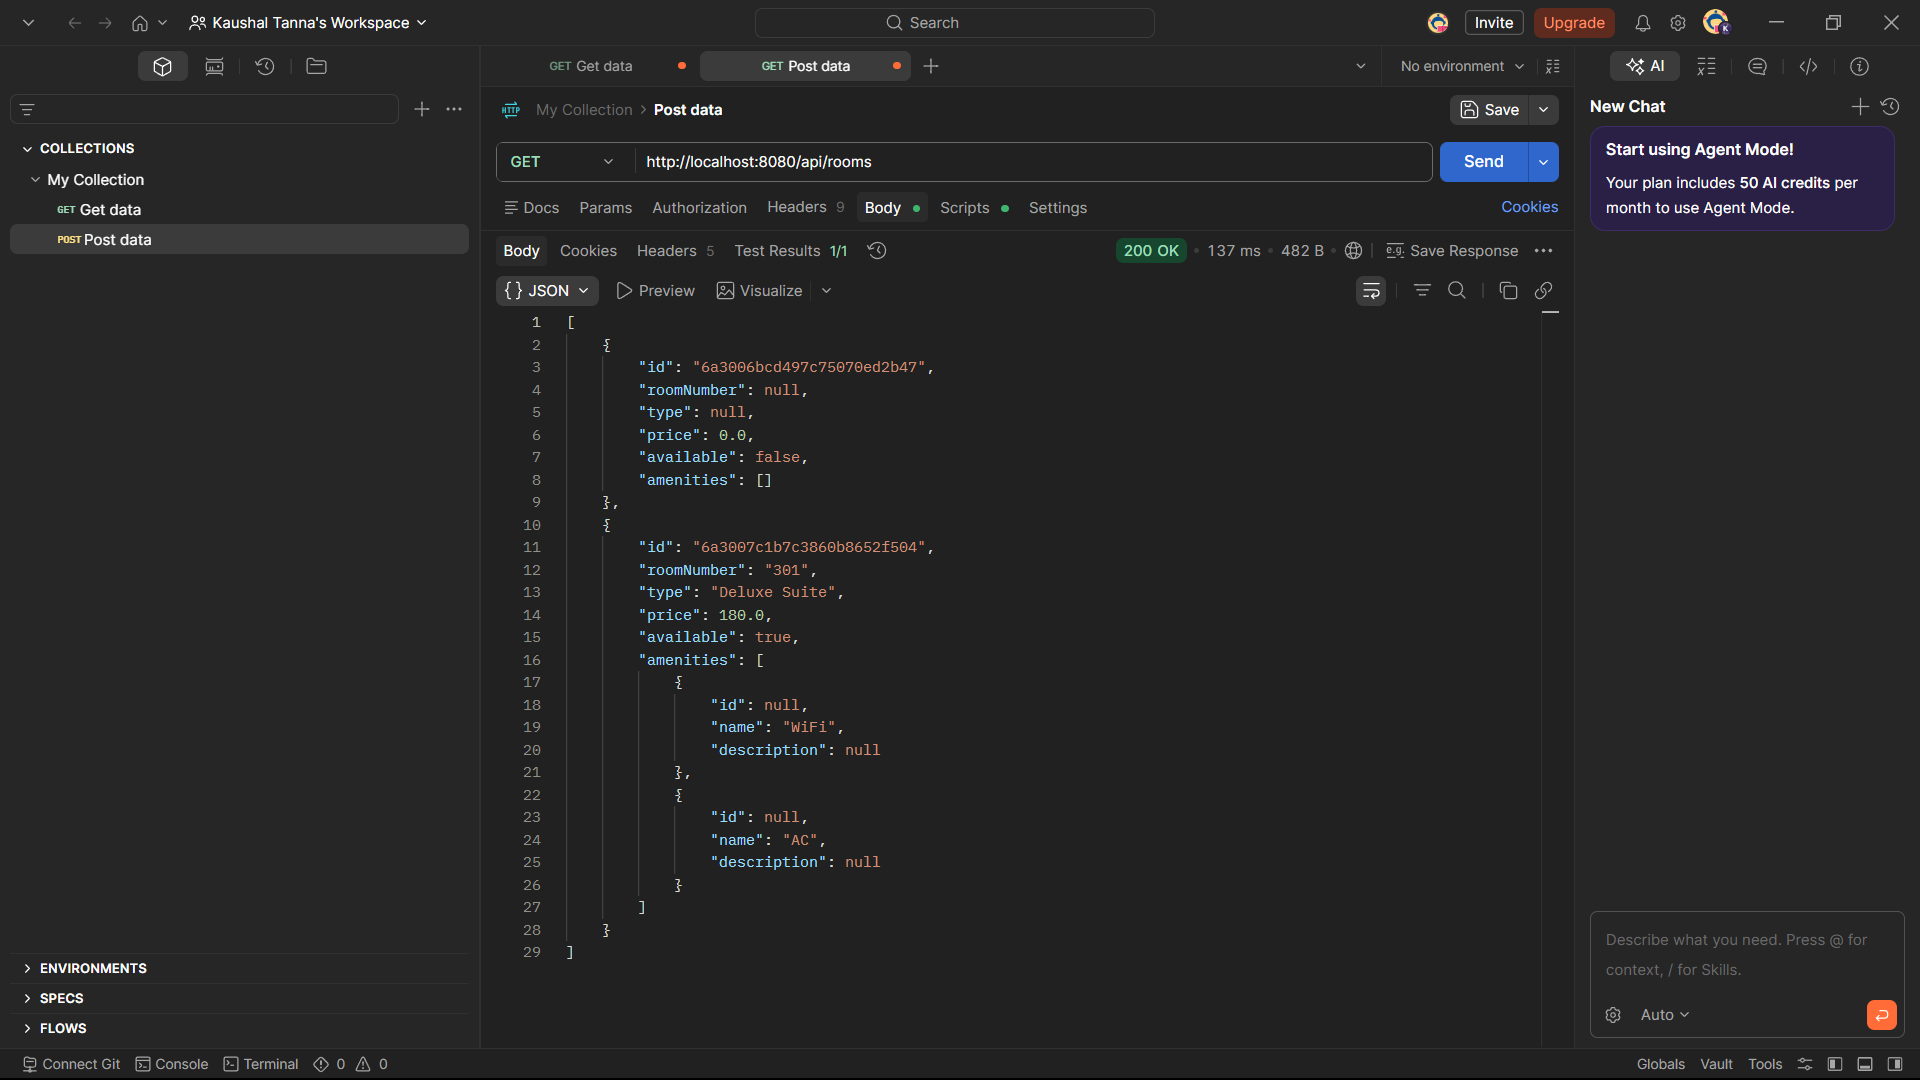 Kaushal Tanna's Workspace
Search
Invite
Upgrade
GET Get data
GET Post data
No environment
AI
My Collection > Post data
Save
New Chat
COLLECTIONS
My Collection
GET Get data
POST Post data
GET
http://localhost:8080/api/rooms
Send
Start using Agent Mode!
Your plan includes 50 AI credits per
month to use Agent Mode.
Docs
Params
Authorization
Headers 9
Body
Scripts
Settings
Cookies
Body
Cookies
Headers 5
Test Results 1/1
200 OK
137 ms
482 B
e.g. Save Response
{} JSON
Preview
Visualize
1 [
2 {
3 "id": "6a3006bcd497c75070ed2b47",
4 "roomNumber": null,
5 "type": null,
6 "price": 0.0,
7 "available": false,
8 "amenities": []
9 },
10 {
11 "id": "6a3007c1b7c3860b8652f504",
12 "roomNumber": "301",
13 "type": "Deluxe Suite",
14 "price": 180.0,
15 "available": true,
16 "amenities": [
17 {
18 "id": null,
19 "name": "WiFi",
20 "description": null
21 },
22 {
23 "id": null,
24 "name": "AC",
25 "description": null
26 }
27 ]
28 }
29 ]
ENVIRONMENTS
SPECS
FLOWS
Describe what you need. Press @ for
context, / for Skills.
Auto
Connect Git
Console
Terminal
0
0
Globals
Vault
Tools